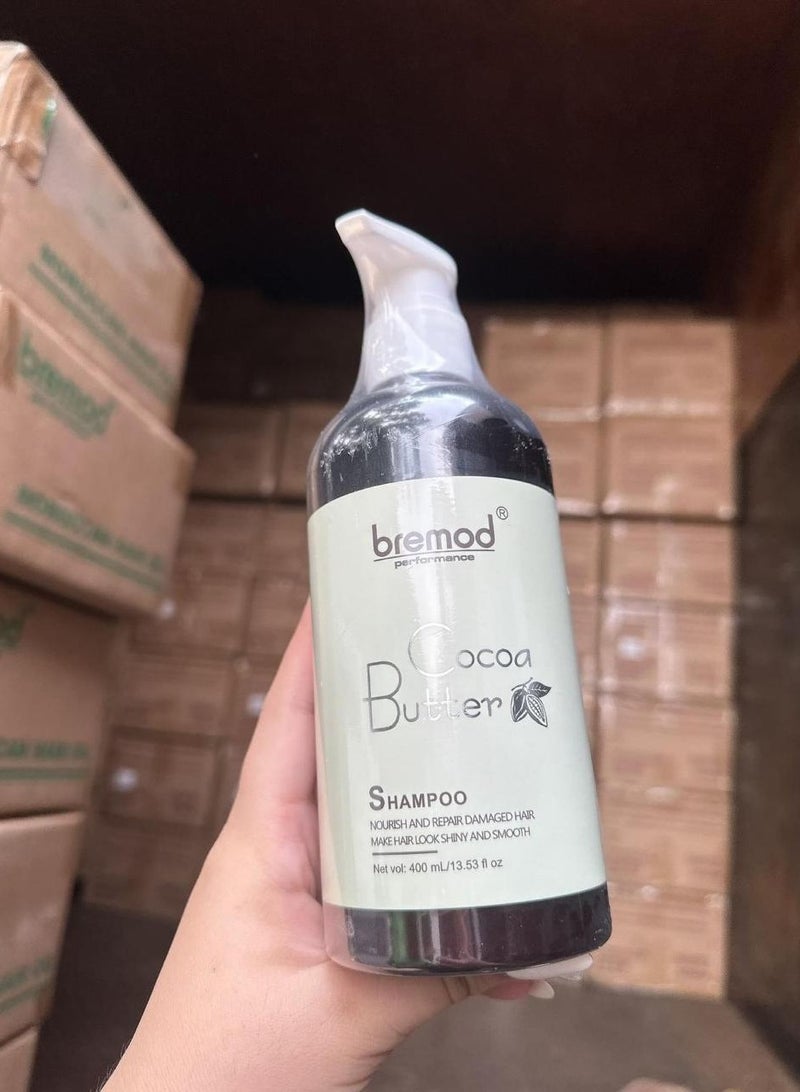 bremod®
performance
Cocoa
Butter
SHAMPOO
NOURISH AND REPAIR DAMAGED HAIR
MAKE HAIR LOOK SHINY AND SMOOTH
Net vol: 400 mL/13.53 fl oz
bremod